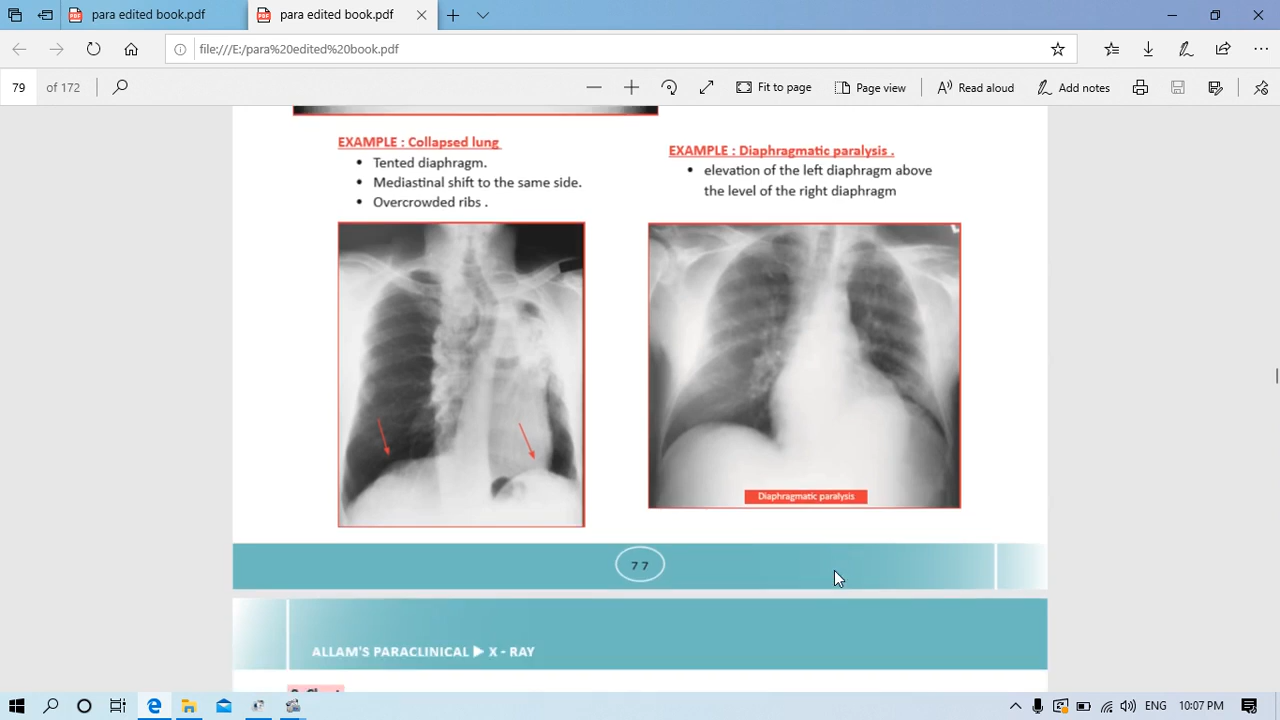 para edited book.pdf
para edited book.pdf
file:///E:/para%20edited%20book.pdf
79 of 172
Fit to page
Page view
Read aloud
Add notes
EXAMPLE : Collapsed lung
• Tented diaphragm.
• Mediastinal shift to the same side.
• Overcrowded ribs .
EXAMPLE : Diaphragmatic paralysis .
• elevation of the left diaphragm above
the level of the right diaphragm
Diaphragmatic paralysis
77
ALLAM'S PARACLINICAL ▶ X - RAY
ENG 10:07 PM